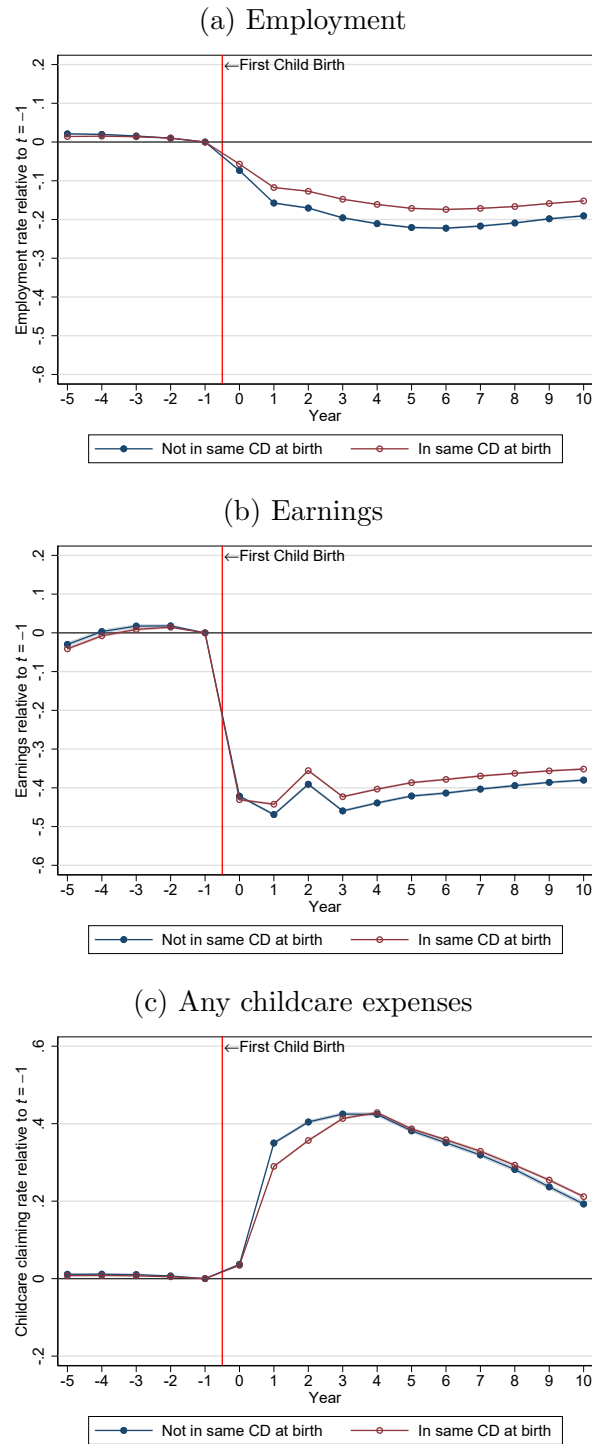 (a) Employment
Employment rate relative to t = −1
.2
.1
0
-.1
-.2
-.3
-.4
-.5
-.6
←First Child Birth
-5 -4 -3 -2 -1 0 1 2 3 4 5 6 7 8 9 10
Year
Not in same CD at birth In same CD at birth
(b) Earnings
Earnings relative to t = −1
.2
.1
0
-.1
-.2
-.3
-.4
-.5
-.6
←First Child Birth
-5 -4 -3 -2 -1 0 1 2 3 4 5 6 7 8 9 10
Year
Not in same CD at birth In same CD at birth
(c) Any childcare expenses
Childcare claiming rate relative to t = −1
.6
.4
.2
0
-.2
←First Child Birth
-5 -4 -3 -2 -1 0 1 2 3 4 5 6 7 8 9 10
Year
Not in same CD at birth In same CD at birth